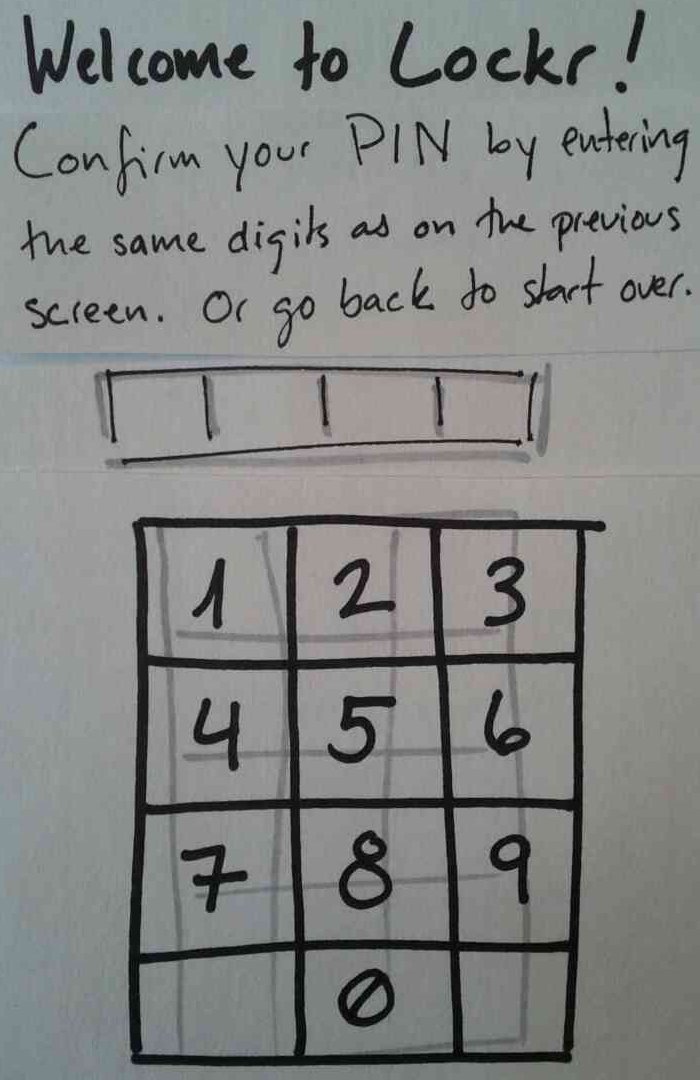 Welcome to Lockr!
Confirm your PIN by entering
the same digits as on the previous
screen. Or go back to start over.
1 2 3
4 5 6
7 8 9
0